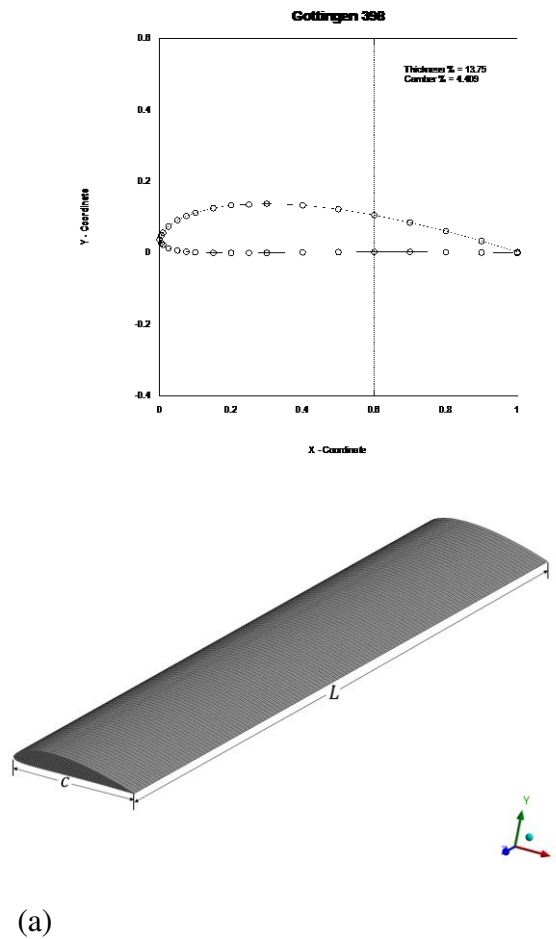 Gottingen 398
Thickness % = 13.75
Camber % = 4.409
0.6
0.4
0.2
0
-0.2
-0.4
Y - Coordinate
0
0.2
0.4
0.6
0.8
1
X - Coordinate
L
C
Y
(a)